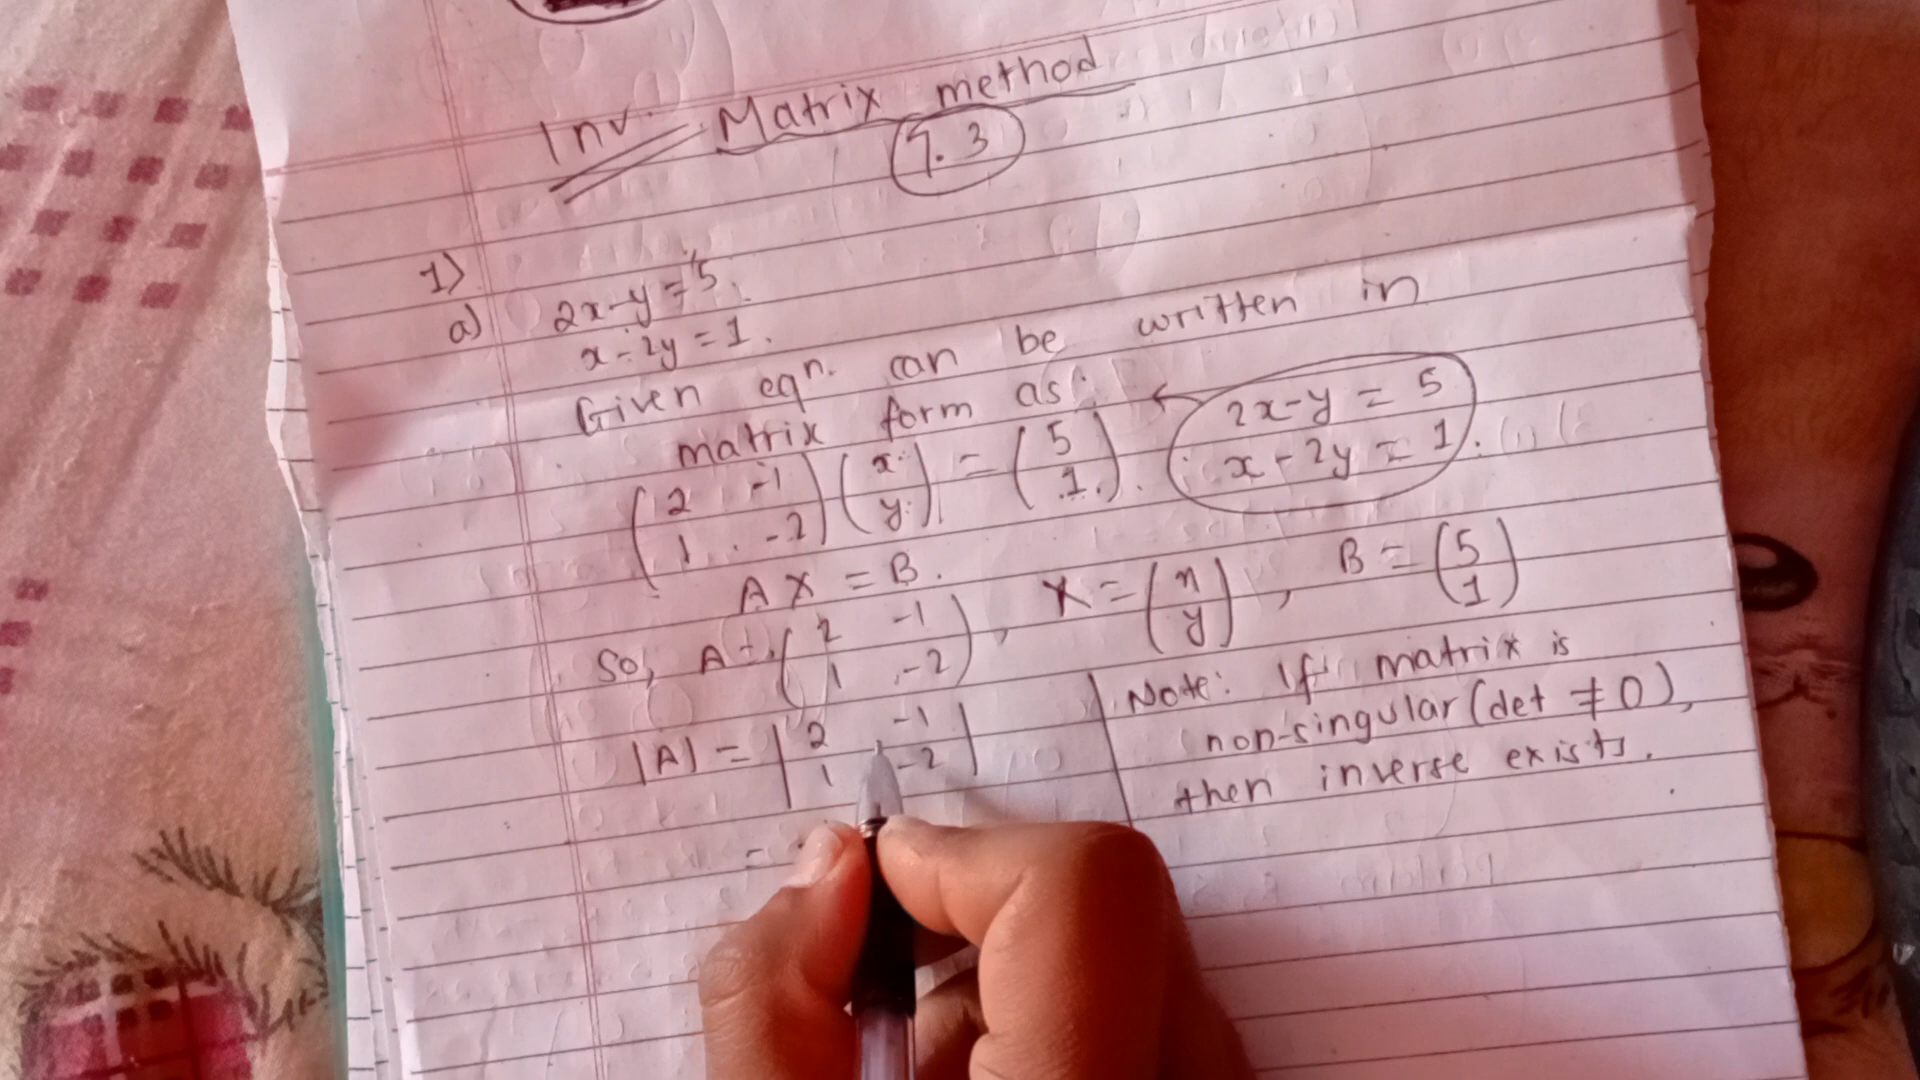 Inv. Matrix method
7.3
1)
a) 2x-y = 5.
x-2y = 1.
Given eqn. can be written in
matrix form as:
2x-y = 5
x-2y = 1.
(2 -1
1 -2) (x
y) = (5
1).
AX = B.
So, A = (2 -1
1 -2), X = (x
y), B = (5
1)
|A| = |2 -1
1 -2|
=
Note: If matrix is
non-singular (det ≠ 0),
then inverse exists.